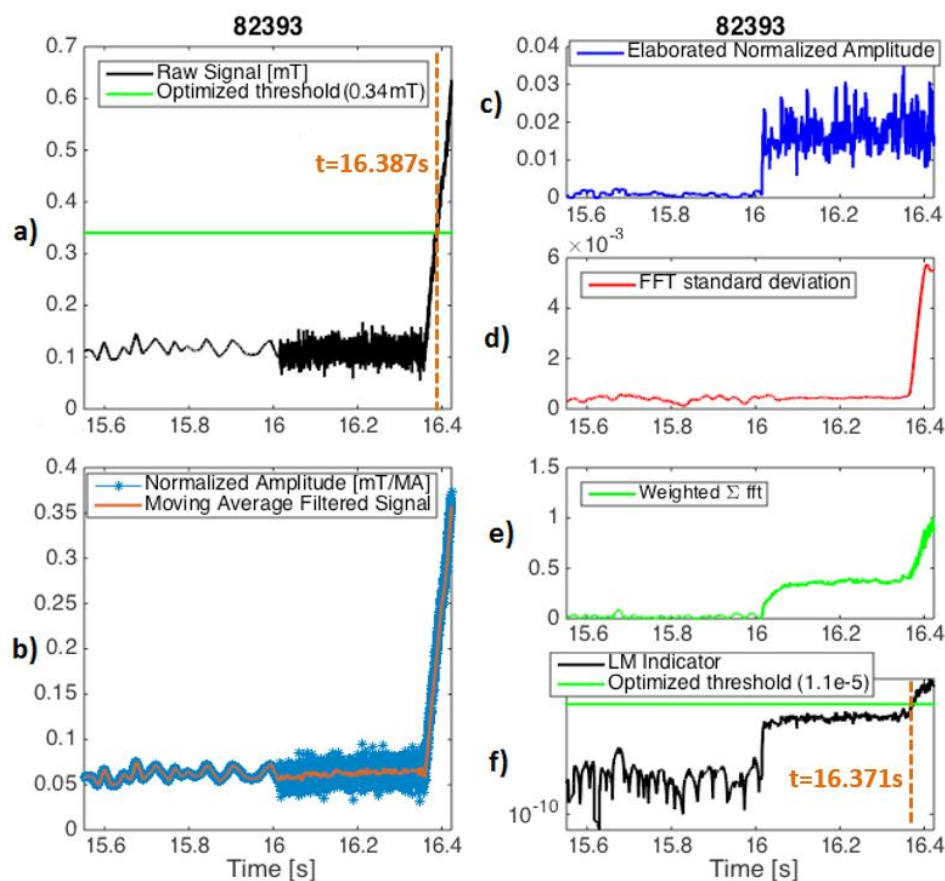 82393
0.7
0.6
0.5
0.4
0.3
0.2
0.1
0
Raw Signal [mT]
Optimized threshold (0.34mT)
t=16.387s
a)
15.6 15.8 16 16.2 16.4
0.4
0.35
0.3
0.25
0.2
0.15
0.1
0.05
0
Normalized Amplitude [mT/MA]
Moving Average Filtered Signal
b)
15.6 15.8 16 16.2 16.4
Time [s]
82393
c)
0.04
0.03
0.02
0.01
0
Elaborated Normalized Amplitude
15.6 15.8 16 16.2 16.4
× 10⁻³
d)
6
4
2
0
FFT standard deviation
15.6 15.8 16 16.2 16.4
e)
1.5
1
0.5
0
Weighted Σ fft
15.6 15.8 16 16.2 16.4
LM Indicator
Optimized threshold (1.1e-5)
f)
t=16.371s
10⁻¹⁰
15.6 15.8 16 16.2 16.4
Time [s]